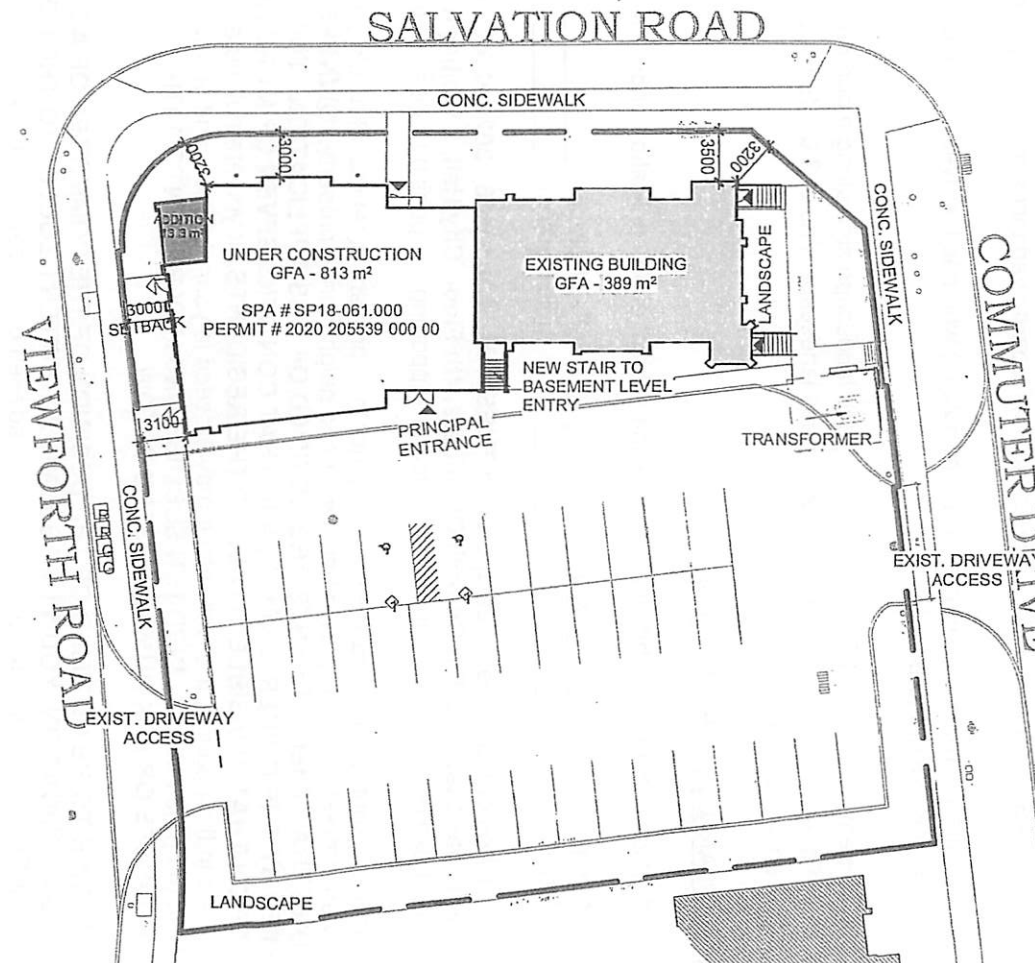 SALVATION ROAD
CONC. SIDEWALK
3200
3000
3500
3200
ADDITION
UNDER CONSTRUCTION
GFA - 813 m²
SPA # SP18-061.000
PERMIT # 2020 205539 000 00
EXISTING BUILDING
GFA - 389 m²
LANDSCAPE
CONC. SIDEWALK
COMMUTER DRIVE
3000
SETBACK
3100
NEW STAIR TO
BASEMENT LEVEL
ENTRY
PRINCIPAL
ENTRANCE
TRANSFORMER
VIEWFORTH ROAD
CONC. SIDEWALK
EXIST. DRIVEWAY
ACCESS
EXIST. DRIVEWAY
ACCESS
LANDSCAPE